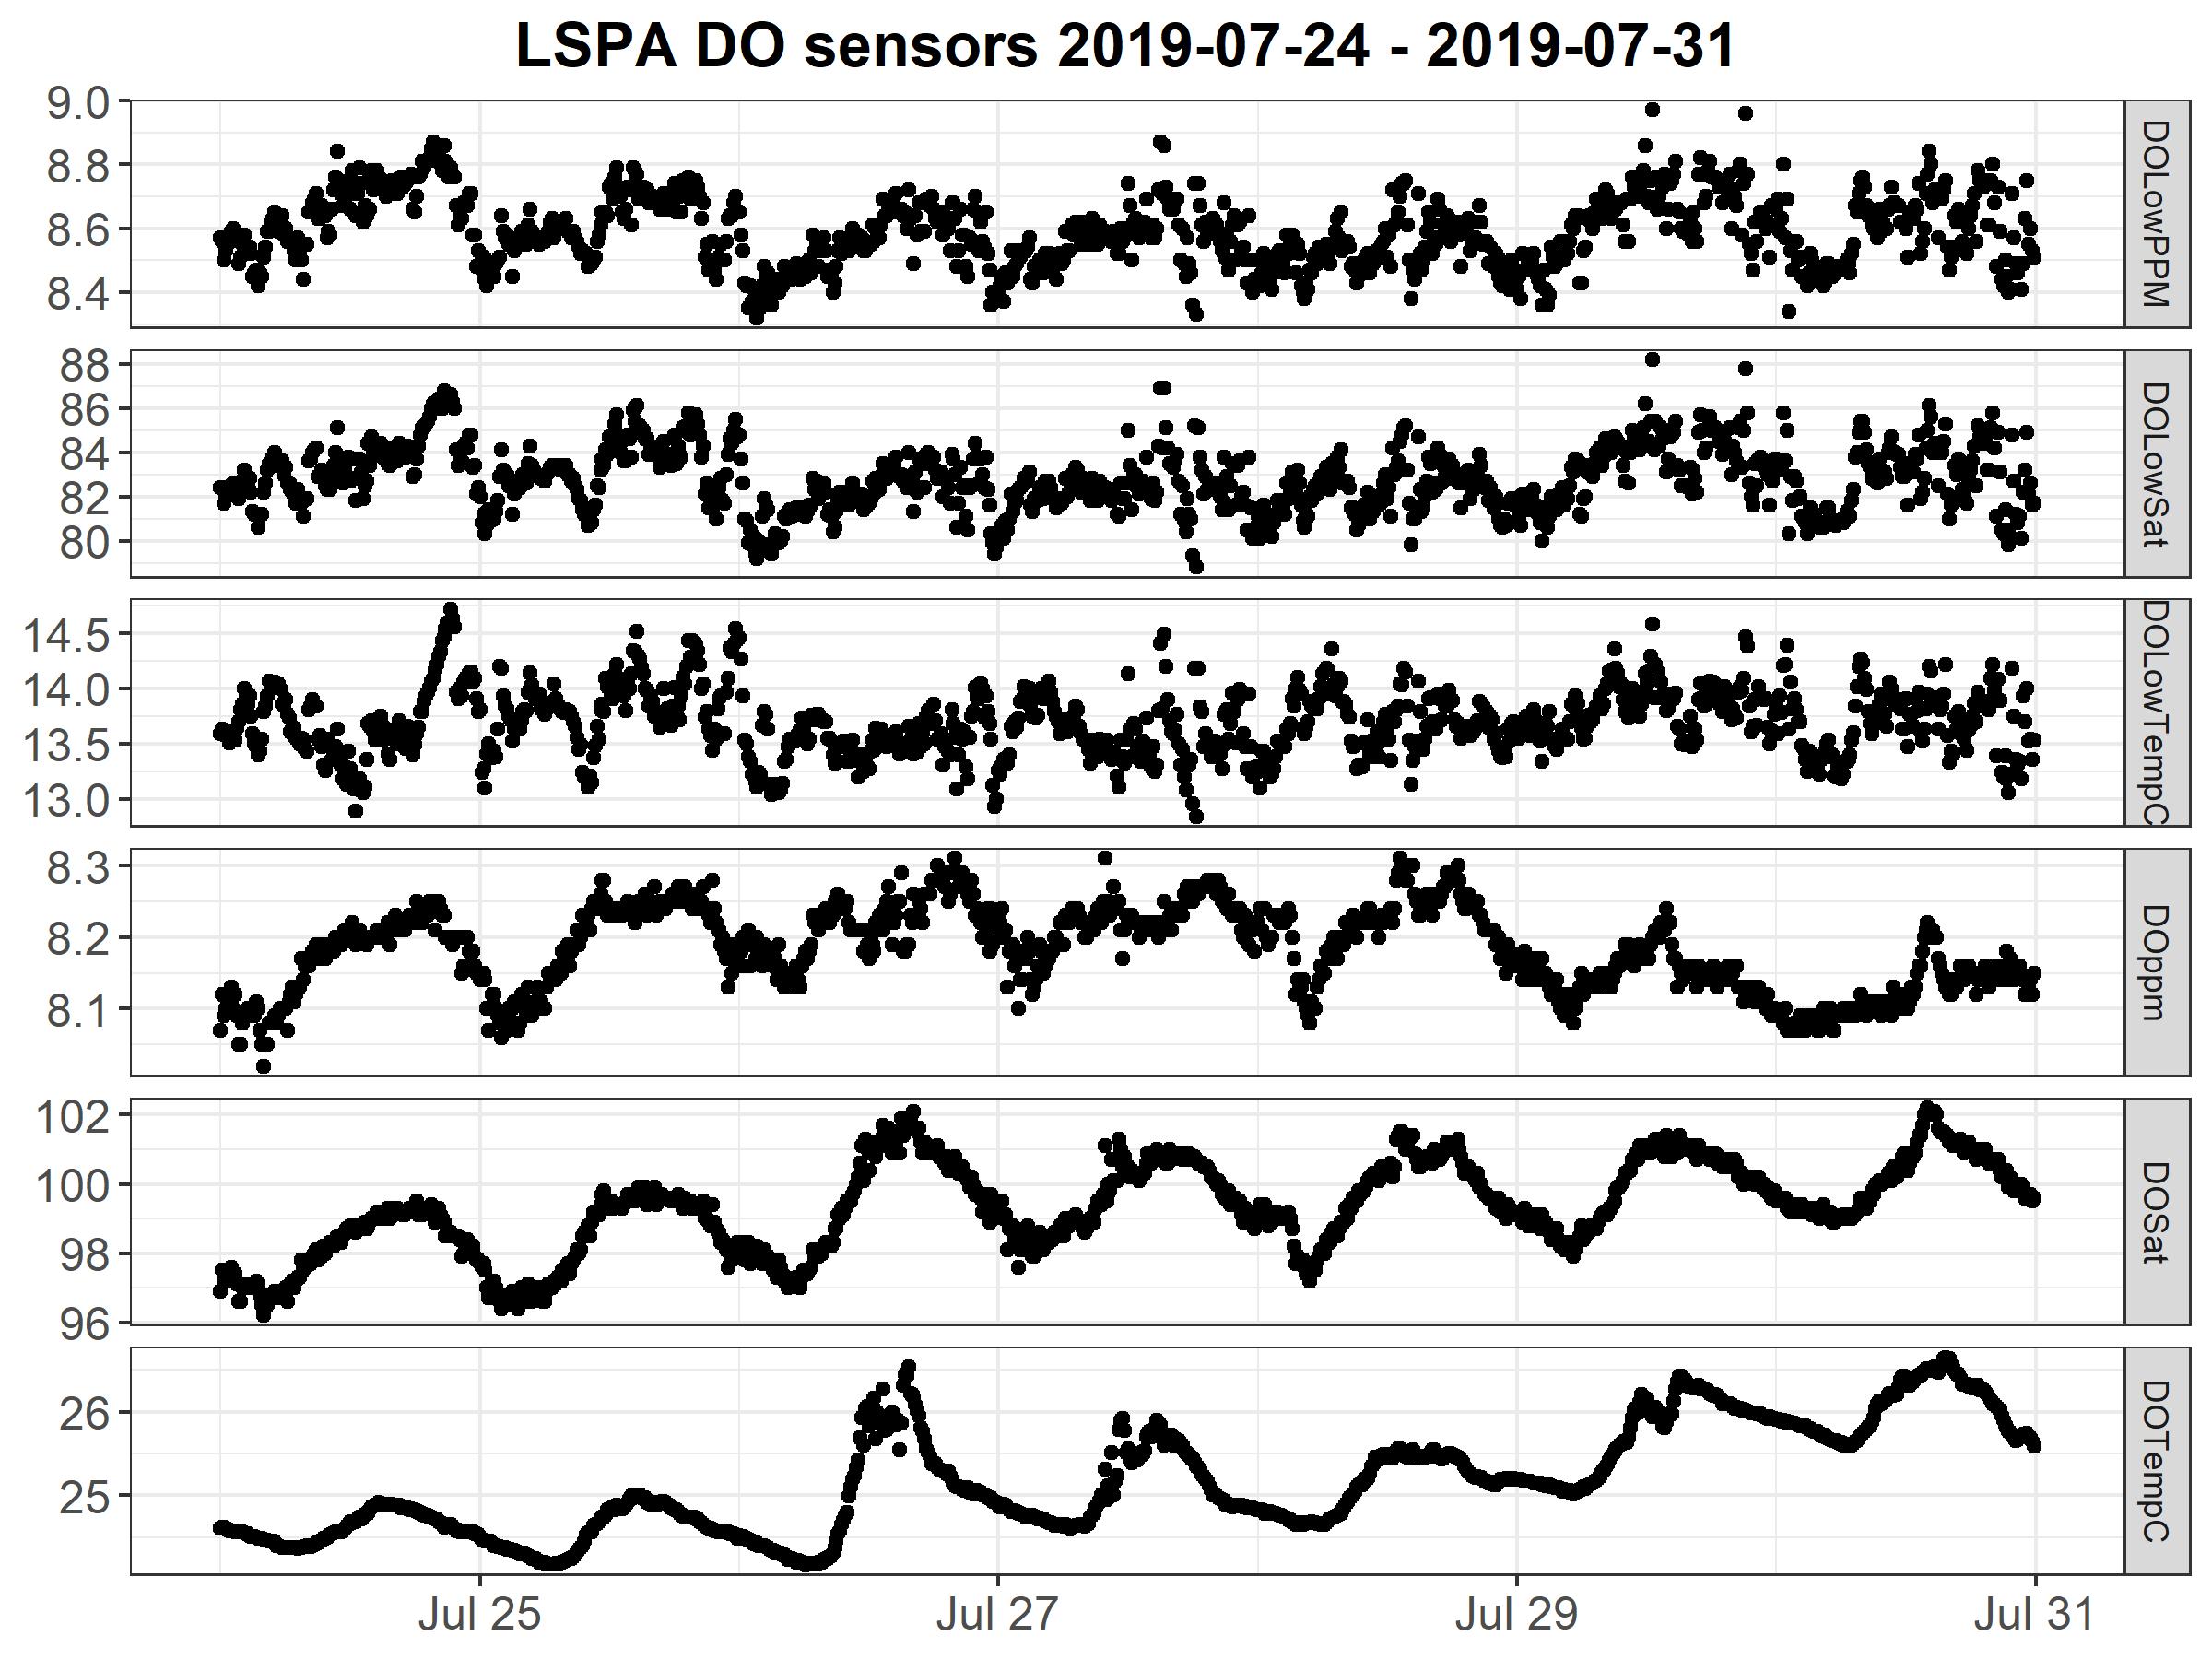 LSPA DO sensors 2019-07-24 - 2019-07-31
9.0
8.8
8.6
8.4
DOLowPPM
88
86
84
82
80
DOLowSat
14.5
14.0
13.5
13.0
DOLowTempC
8.3
8.2
8.1
DOppm
102
100
98
96
DOSat
26
25
DOTempC
Jul 25 Jul 27 Jul 29 Jul 31